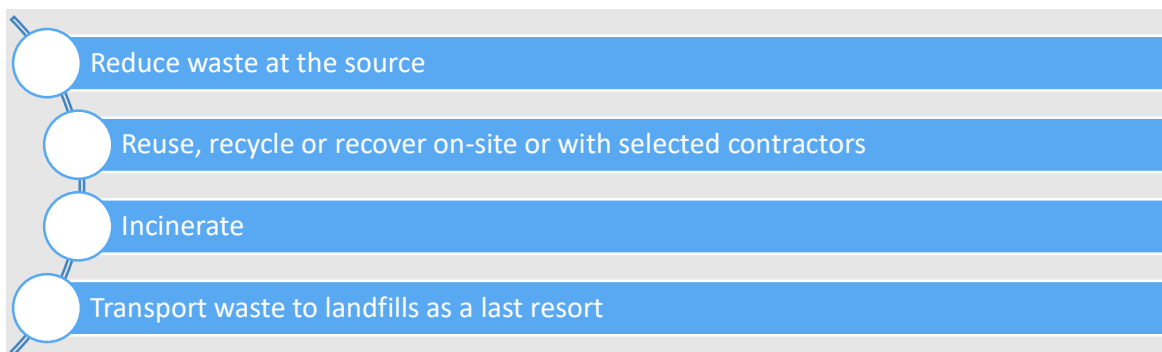 Reduce waste at the source
Reuse, recycle or recover on-site or with selected contractors
Incinerate
Transport waste to landfills as a last resort